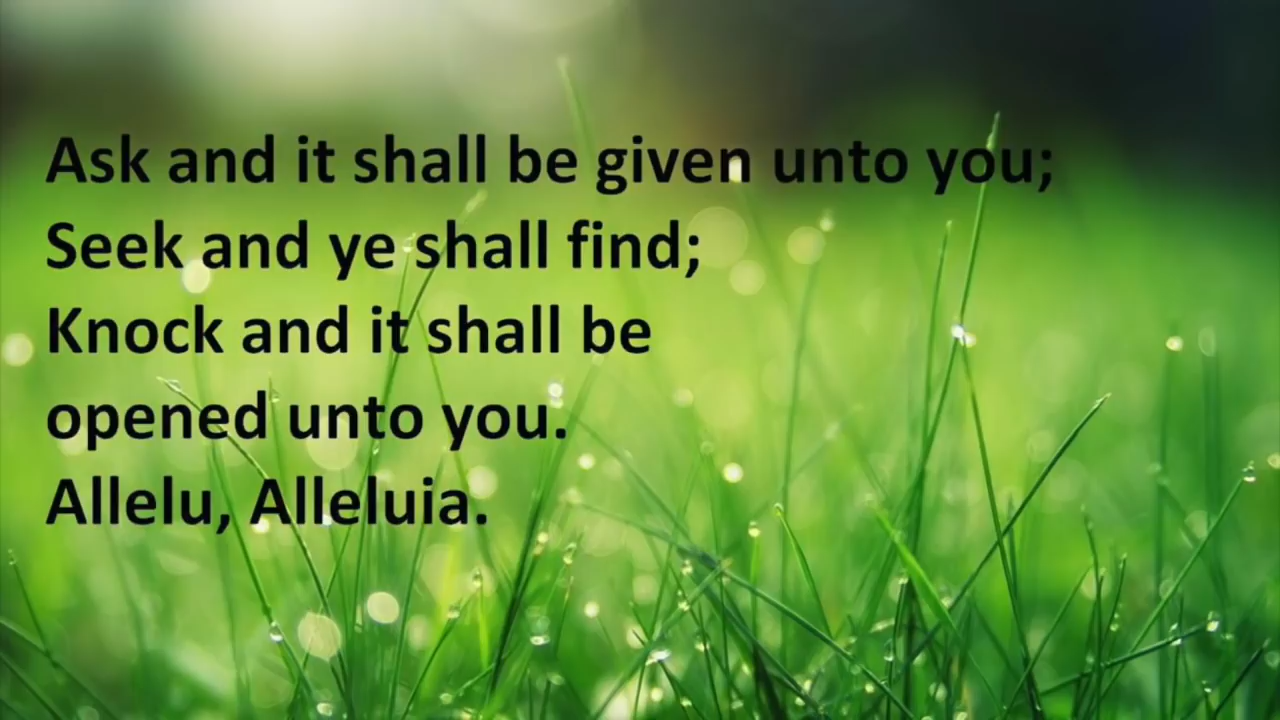 Ask and it shall be given unto you;
Seek and ye shall find;
Knock and it shall be
opened unto you.
Allelu, Alleluia.